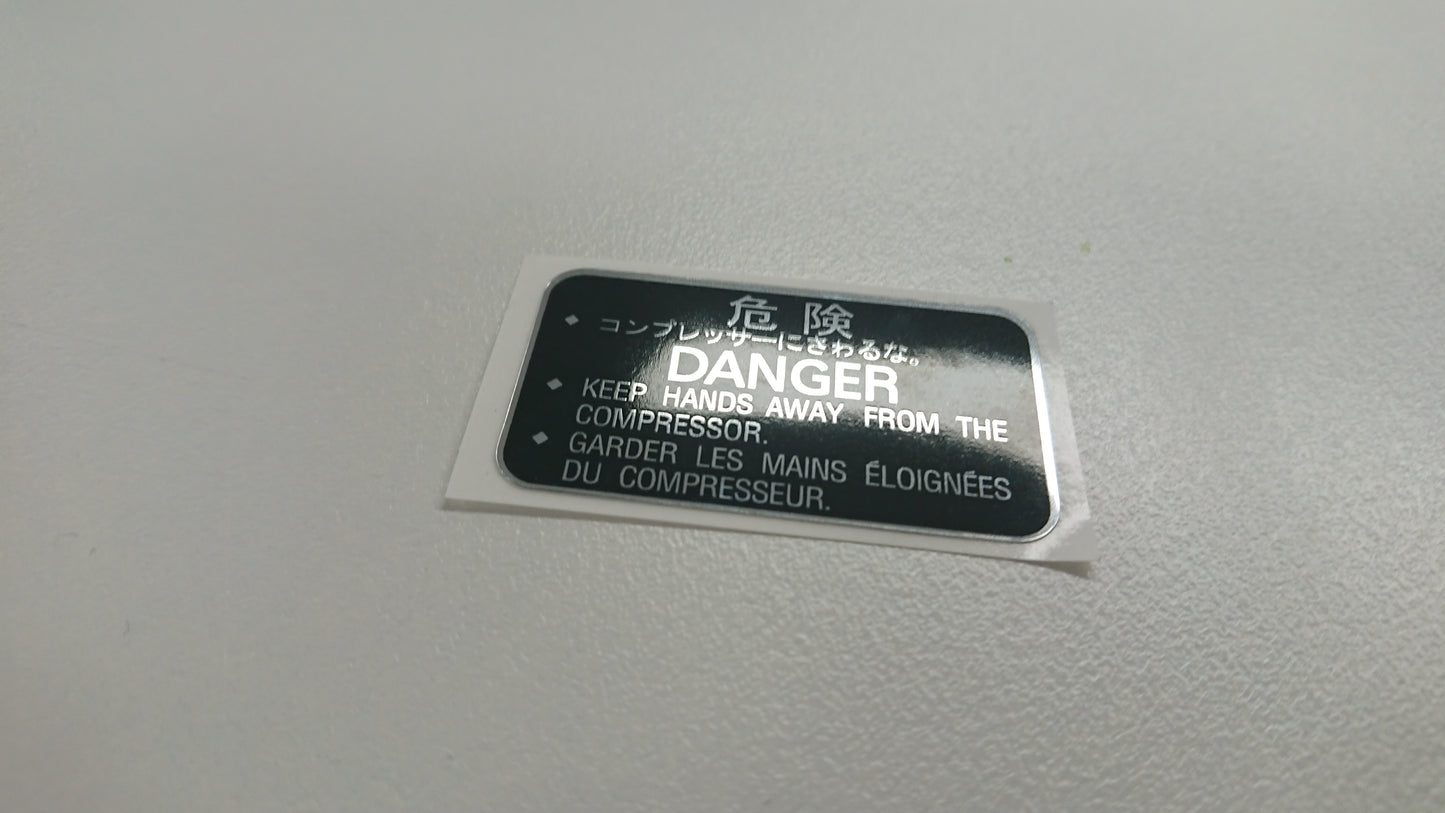 危険
◆ コンプレッサーにさわるな。
DANGER
◆ KEEP HANDS AWAY FROM THE
COMPRESSOR.
◆ GARDER LES MAINS ÉLOIGNÉES
DU COMPRESSEUR.